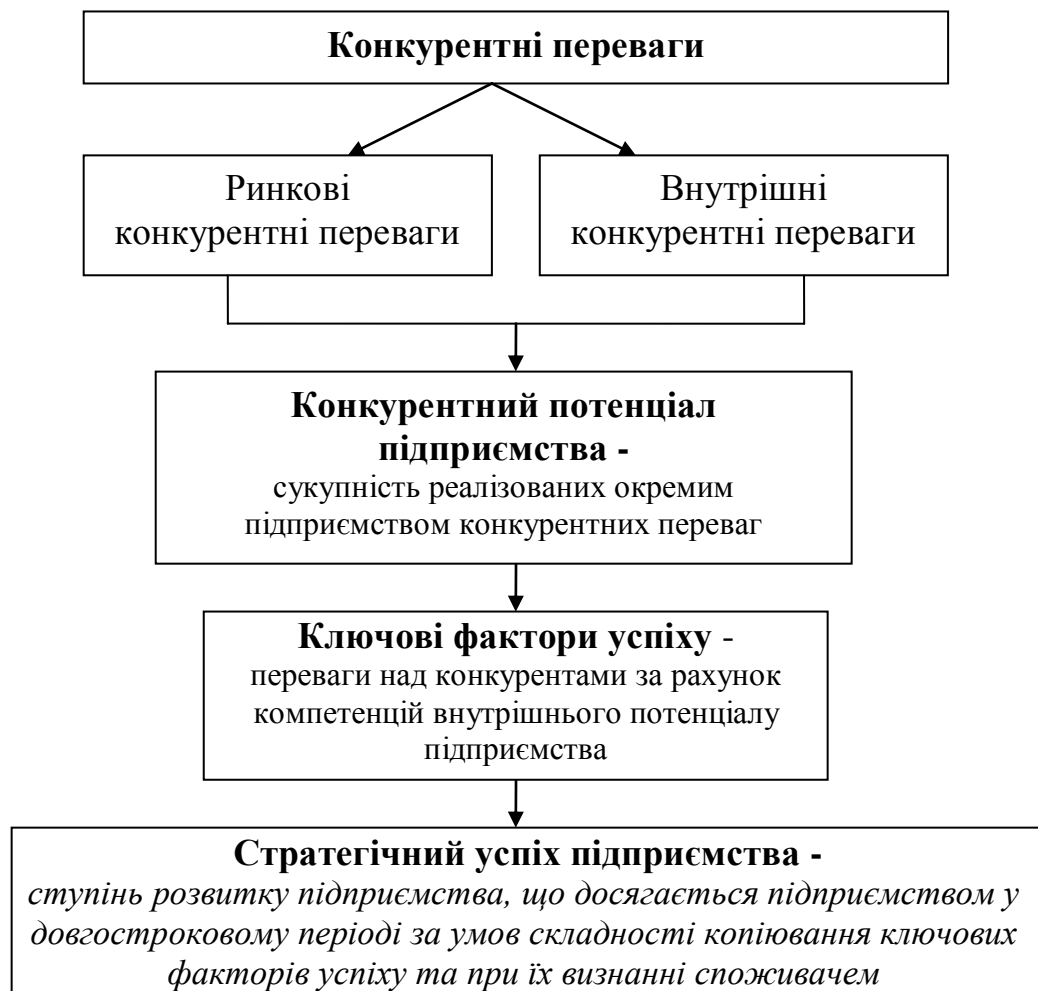 Конкурентні переваги
Ринкові
конкурентні переваги
Внутрішні
конкурентні переваги
Конкурентний потенціал
підприємства -
сукупність реалізованих окремим
підприємством конкурентних переваг
Ключові фактори успіху -
переваги над конкурентами за рахунок
компетенцій внутрішнього потенціалу
підприємства
Стратегічний успіх підприємства -
ступінь розвитку підприємства, що досягається підприємством у
довгостроковому періоді за умов складності копіювання ключових
факторів успіху та при їх визнанні споживачем